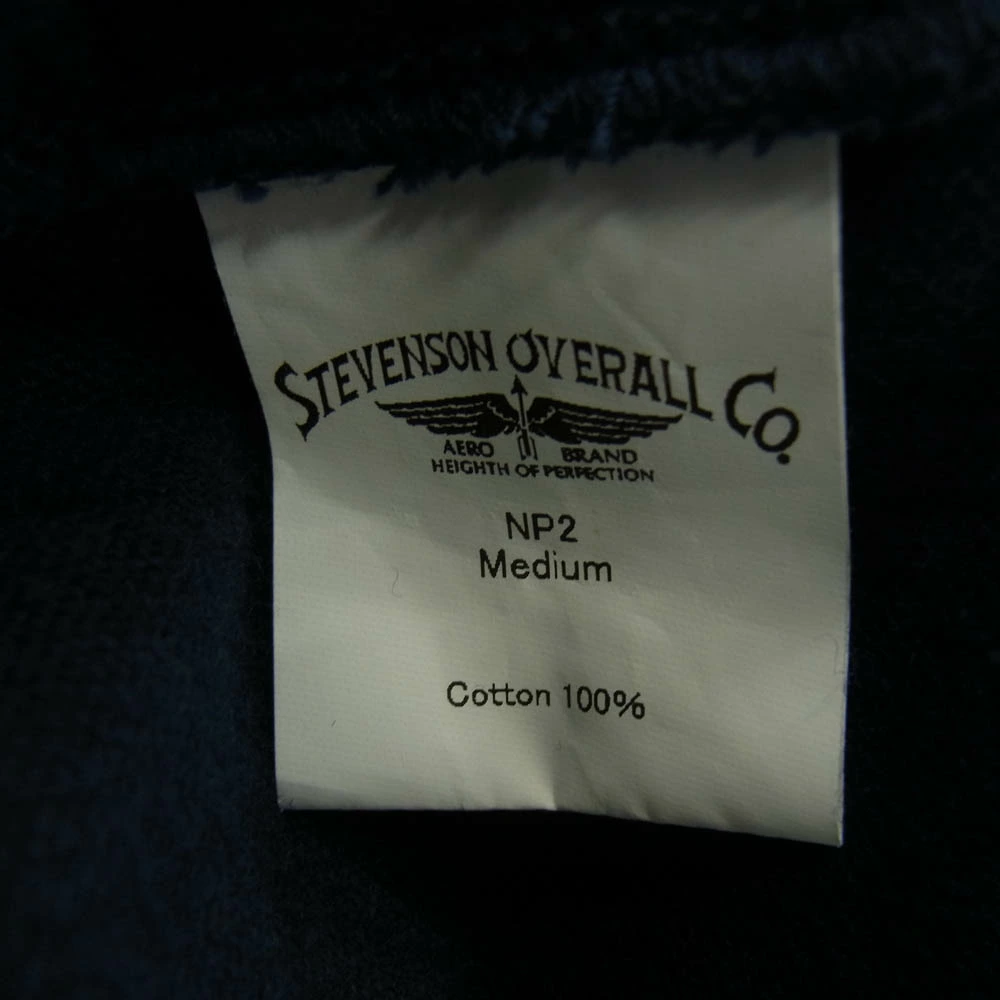 STEVENSON OVERALL CO.
AERO BRAND
HEIGHTH OF PERFECTION
NP2
Medium
Cotton 100%